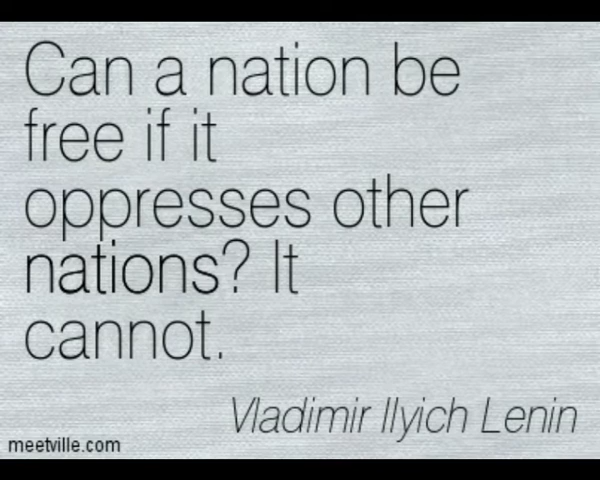 Can a nation be
free if it
oppresses other
nations? It
cannot.
Vladimir Ilyich Lenin
meetville.com